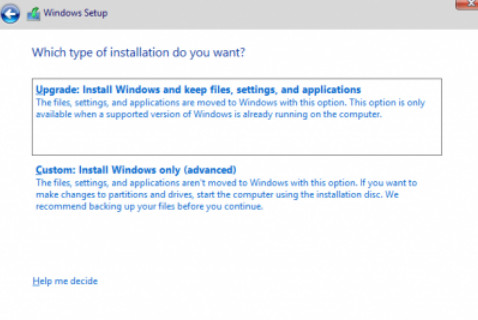 Windows Setup
Which type of installation do you want?
Upgrade: Install Windows and keep files, settings, and applications
The files, settings, and applications are moved to Windows with this option. This option is only
available when a supported version of Windows is already running on the computer.
Custom: Install Windows only (advanced)
The files, settings, and applications aren't moved to Windows with this option. If you want to
make changes to partitions and drives, start the computer using the installation disc. We
recommend backing up your files before you continue.
Help me decide